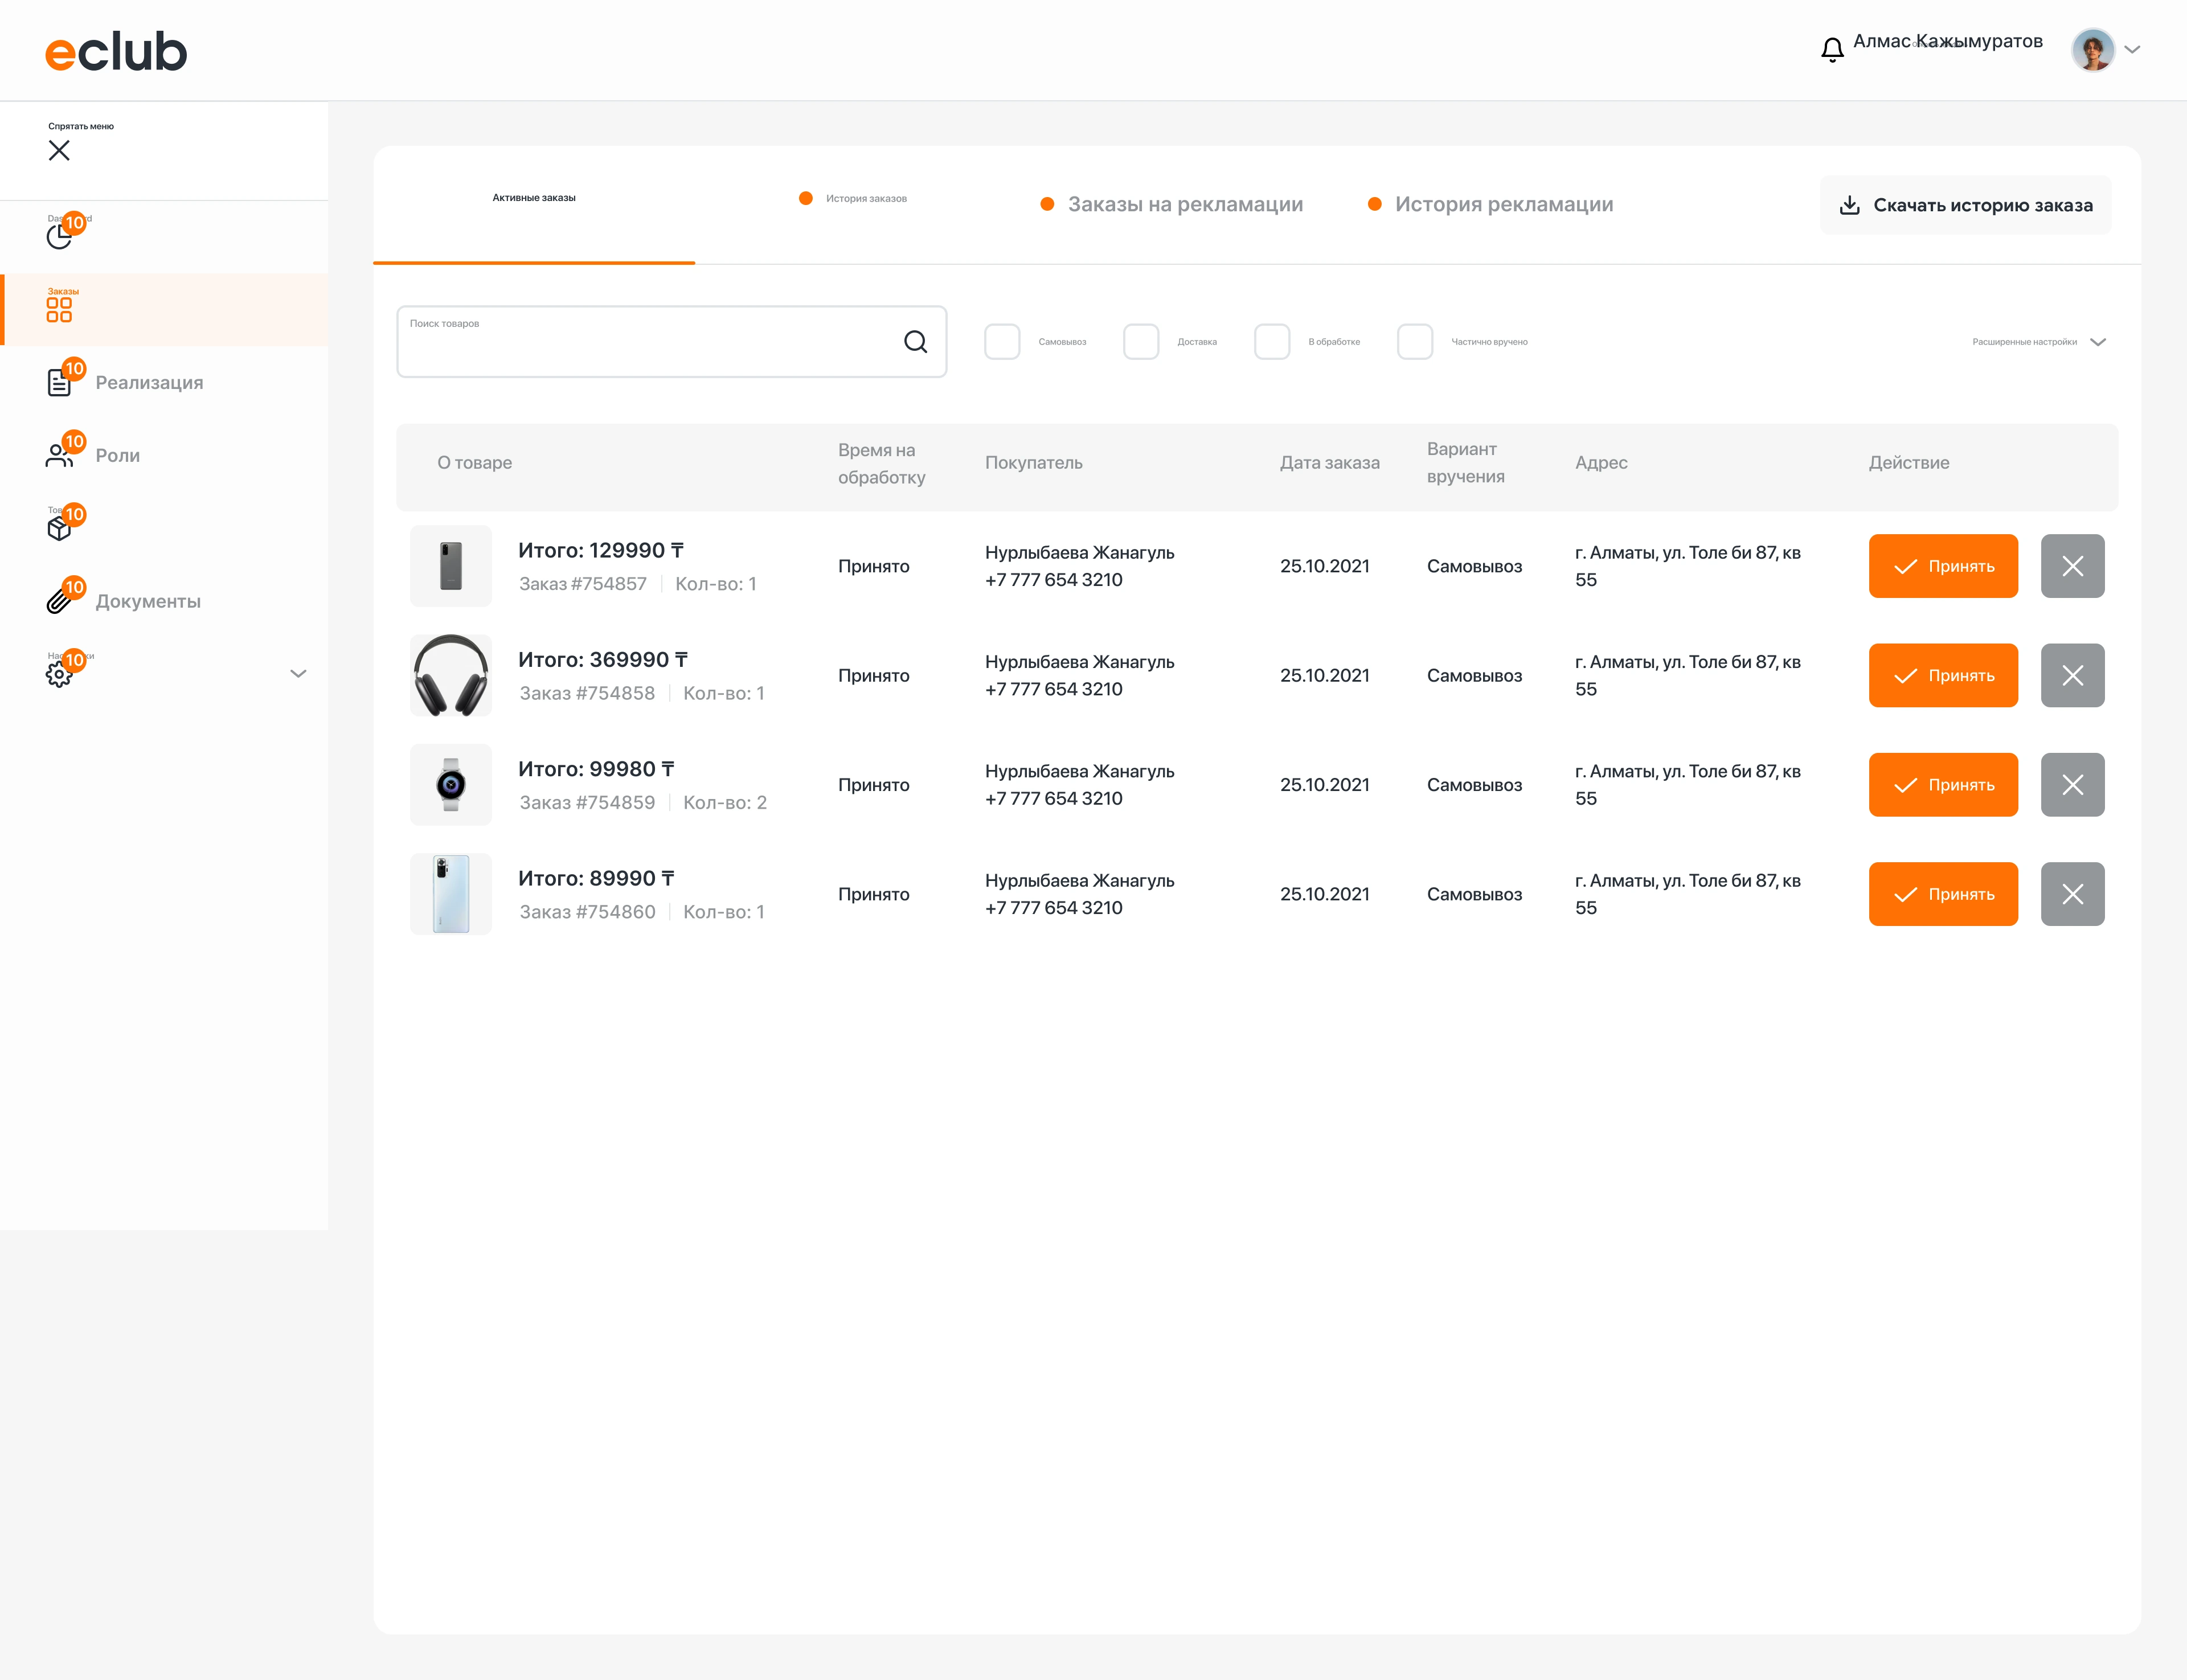 eclub
Алмас Кажымуратов
Спрятать меню
10
Заказы
10
Реализация
10
Роли
10
10
Документы
10
Активные заказы
История заказов
Заказы на рекламации
История рекламации
Скачать историю заказа
Поиск товаров
Самовывоз
Доставка
В обработке
Частично вручено
Расширенные настройки
О товаре
Время на
обработку
Покупатель
Дата заказа
Вариант
вручения
Адрес
Действие
Итого: 129990 ₸
Заказ #754857
Кол-во: 1
Принято
Нурлыбаева Жанагуль
+7 777 654 3210
25.10.2021
Самовывоз
г. Алматы, ул. Толе би 87, кв
55
Принять
Итого: 369990 ₸
Заказ #754858
Кол-во: 1
Принято
Нурлыбаева Жанагуль
+7 777 654 3210
25.10.2021
Самовывоз
г. Алматы, ул. Толе би 87, кв
55
Принять
Итого: 99980 ₸
Заказ #754859
Кол-во: 2
Принято
Нурлыбаева Жанагуль
+7 777 654 3210
25.10.2021
Самовывоз
г. Алматы, ул. Толе би 87, кв
55
Принять
Итого: 89990 ₸
Заказ #754860
Кол-во: 1
Принято
Нурлыбаева Жанагуль
+7 777 654 3210
25.10.2021
Самовывоз
г. Алматы, ул. Толе би 87, кв
55
Принять